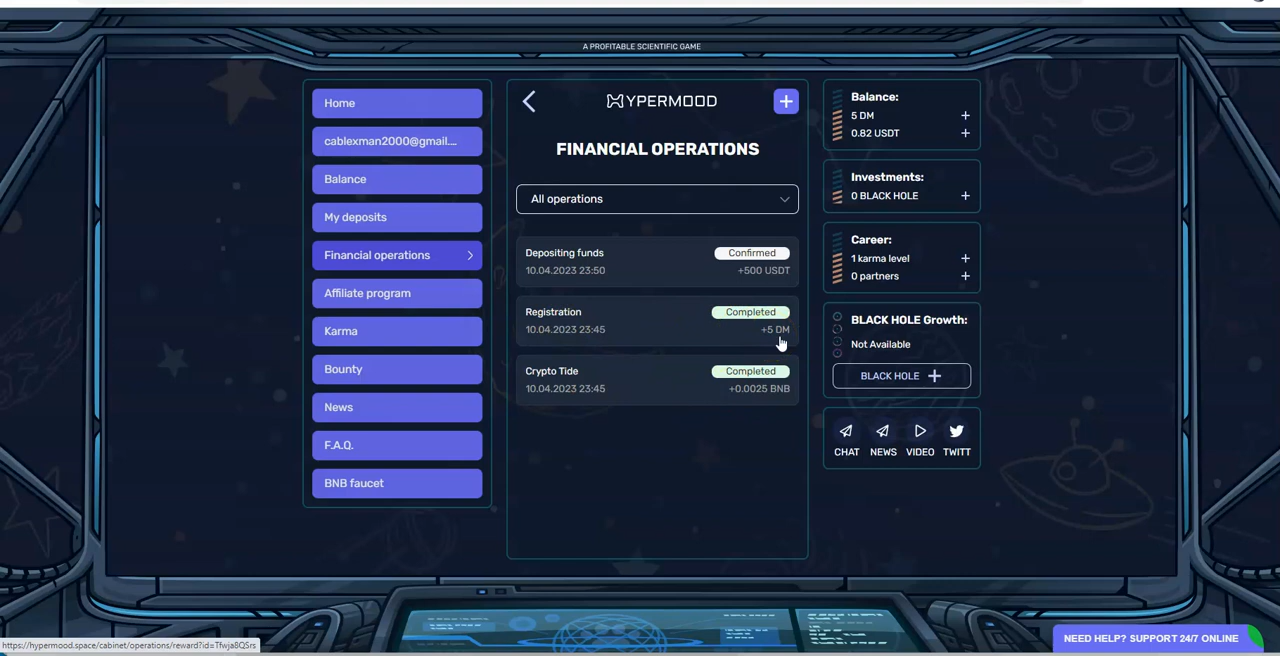 A PROFITABLE SCIENTIFIC GAME
Home
cablexman2000@gmail....
Balance
My deposits
Financial operations
Affiliate program
Karma
Bounty
News
F.A.Q.
BNB faucet
HYPERMOOD
FINANCIAL OPERATIONS
All operations
Depositing funds Confirmed
10.04.2023 23:50 +500 USDT
Registration Completed
10.04.2023 23:45 +5 DM
Crypto Tide Completed
10.04.2023 23:45 +0.0025 BNB
Balance:
5 DM +
0.82 USDT +
Investments:
0 BLACK HOLE +
Career:
1 karma level +
0 partners +
BLACK HOLE Growth:
Not Available
BLACK HOLE +
CHAT NEWS VIDEO TWITT
NEED HELP? SUPPORT 24/7 ONLINE
https://hypermood.space/cabinet/operations/reward?id=Tfwja8QSrs